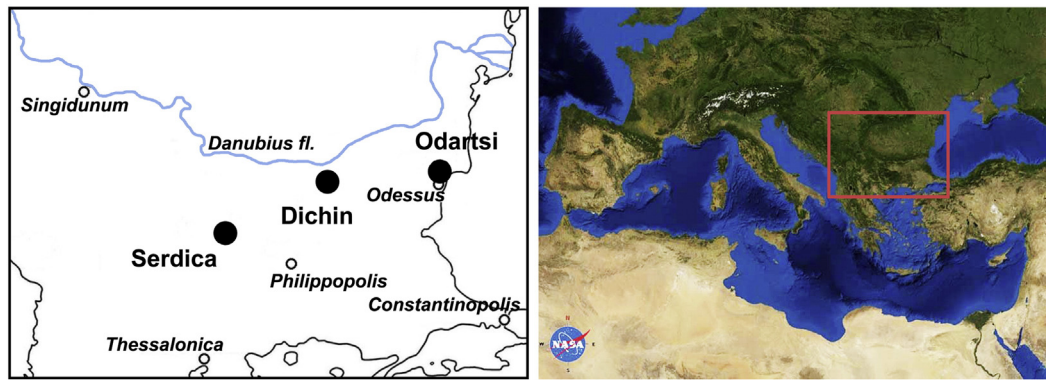 Singidunum
Danubius fl.
Odartsi
Odessus
Dichin
Serdica
Philippopolis
Constantinopolis
Thessalonica
N
W
E
S
NASA